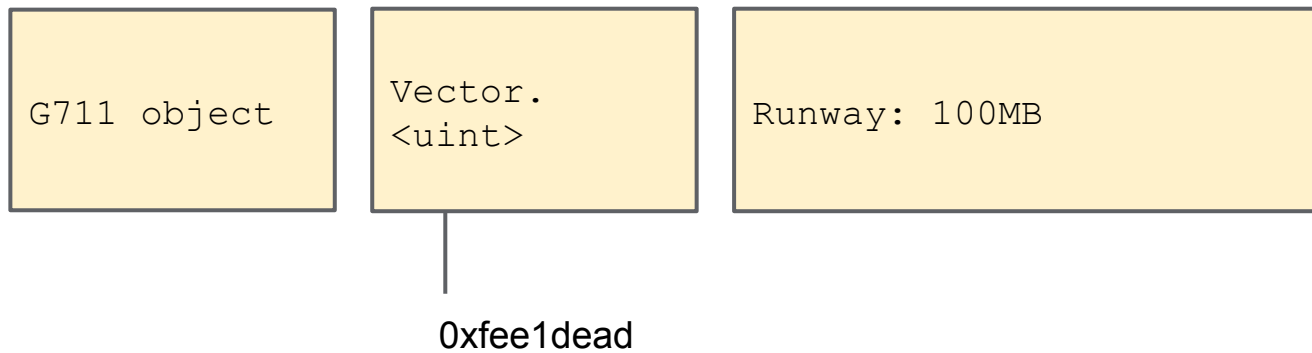 G711 object
Vector.
<uint>
Runway: 100MB
0xfee1dead